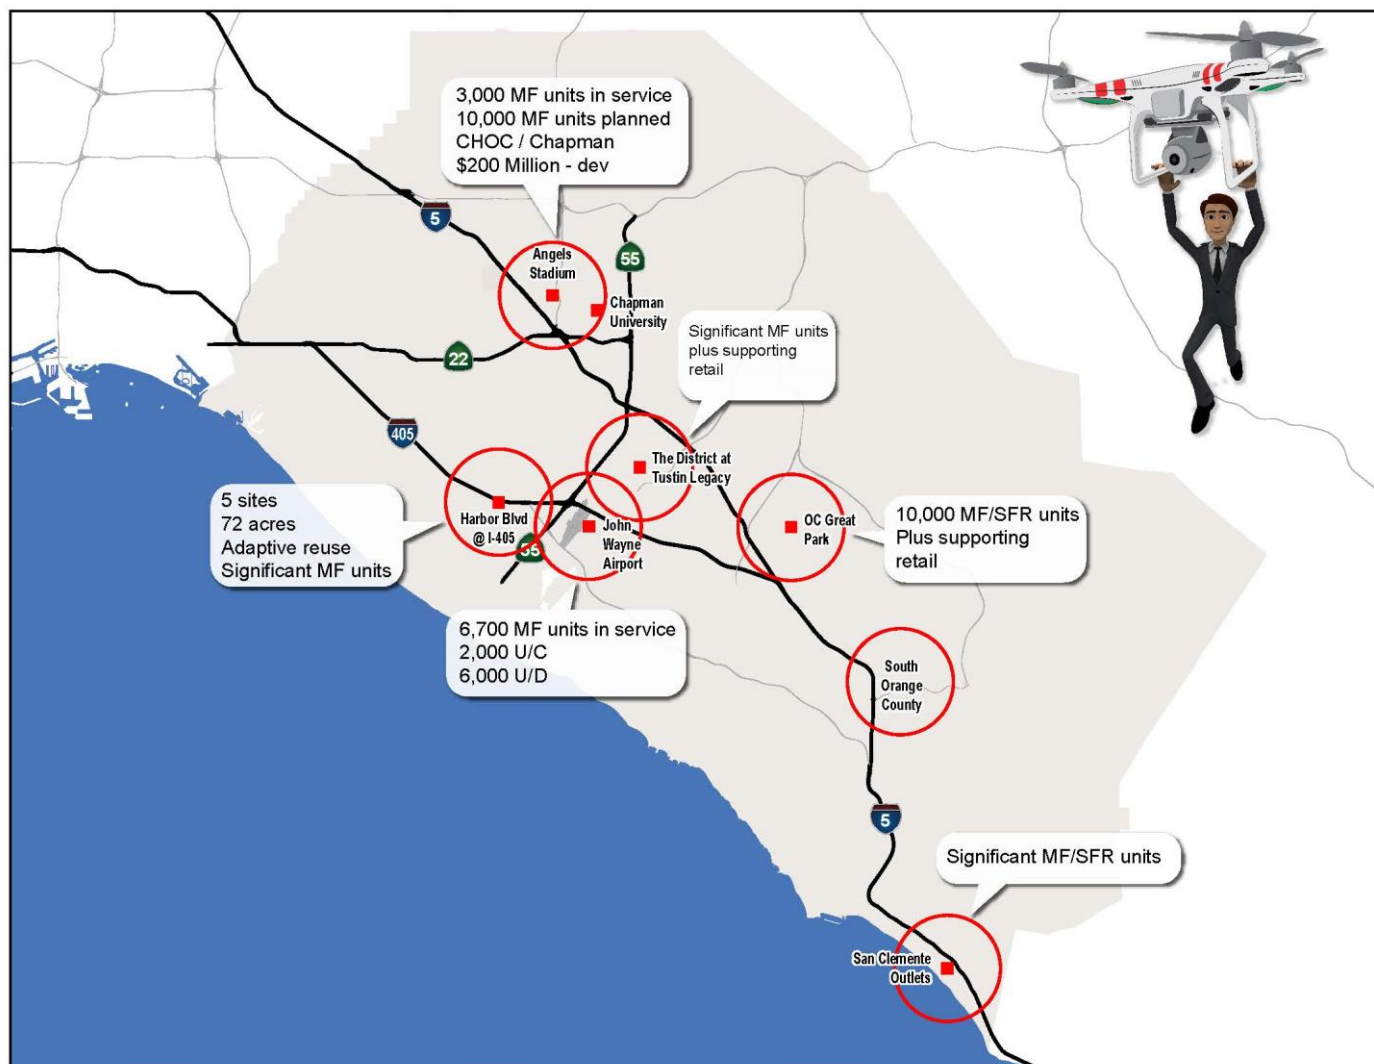 3,000 MF units in service
10,000 MF units planned
CHOC / Chapman
$200 Million - dev
5
Angels
Stadium
55
Chapman
University
22
Significant MF units
plus supporting
retail
405
The District at
Tustin Legacy
5 sites
72 acres
Adaptive reuse
Significant MF units
Harbor Blvd
@ I-405
55
John
Wayne
Airport
OC Great
Park
10,000 MF/SFR units
Plus supporting
retail
6,700 MF units in service
2,000 U/C
6,000 U/D
South
Orange
County
5
Significant MF/SFR units
San Clemente
Outlets